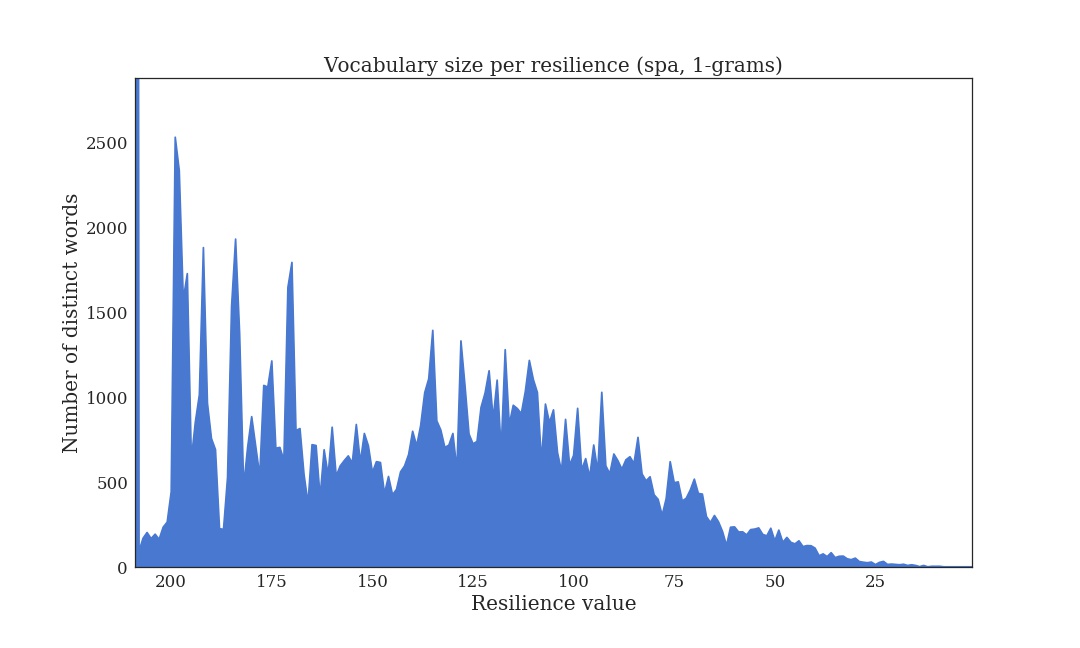 Vocabulary size per resilience (spa, 1-grams)
Number of distinct words
2500
2000
1500
1000
500
0
200 175 150 125 100 75 50 25
Resilience value